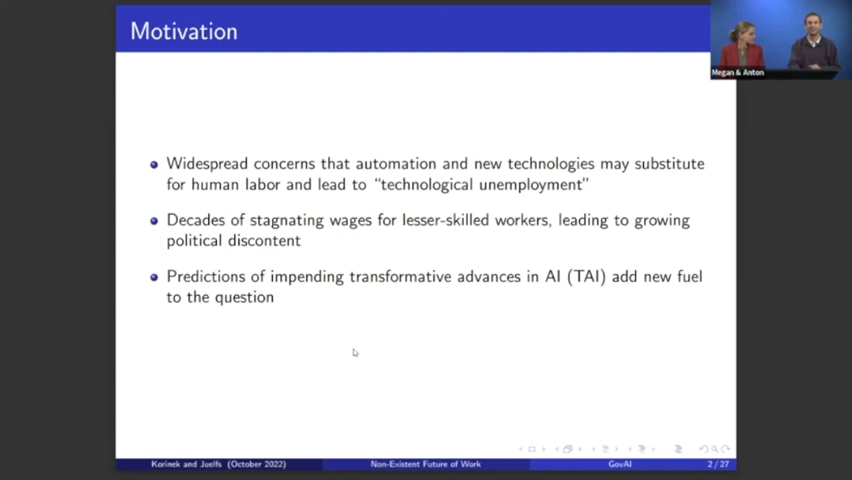 Motivation
Megan & Anton
Widespread concerns that automation and new technologies may substitute
for human labor and lead to “technological unemployment”
Decades of stagnating wages for lesser-skilled workers, leading to growing
political discontent
Predictions of impending transformative advances in AI (TAI) add new fuel
to the question
Korinek and Juelfs (October 2022)
Non-Existent Future of Work
GovAI
2 / 27